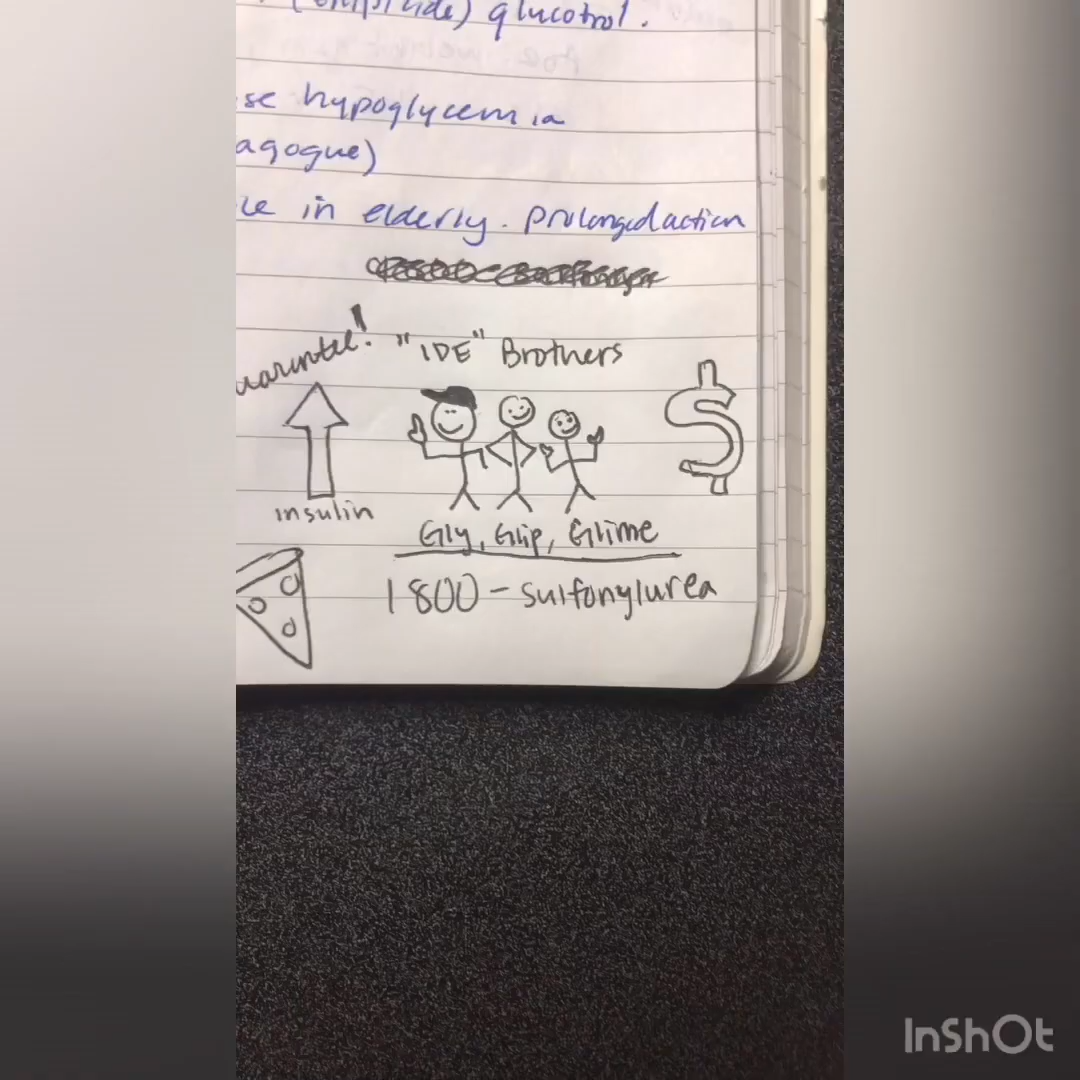 glucotrol.
hypoglycemia
agogue)
in elderly. prolonged action
"IDE" Brothers
insulin
Gly, Glip, Glime
1800 - sulfonylurea
InShOt